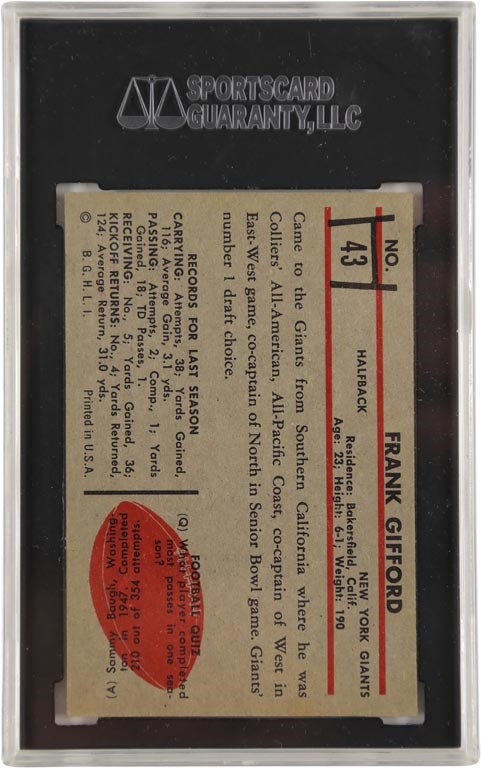 SPORTSCARD
GUARANTY, LLC
NO.
43
FRANK GIFFORD
HALFBACK
NEW YORK GIANTS
Residence: Bakersfield, Calif.
Age: 23; Height: 6-1; Weight: 190
Came to the Giants from Southern California where he was
Colliers' All-American, All-Pacific Coast, co-captain of West in
East-West game, co-captain of North in Senior Bowl game. Giants'
number 1 draft choice.
RECORDS FOR LAST SEASON
CARRYING: Attempts, 38; Yards Gained,
116; Average Gain, 3.1 yds.
PASSING: Attempts, 2; Comp., 1; Yards
Gained, 18; TD Passes, 1.
RECEIVING: No., 5; Yards Gained, 36;
KICKOFF RETURNS: No., 4; Yards Returned,
124; Average Return, 31.0 yds.
© B.G.H.L.I. Printed in U.S.A.
FOOTBALL QUIZ
(Q) What player completed
most passes in one sea-
son?
(A) Sammy Baugh, Washing-
ton in 1947,
210 out of 354 completed
attempts.